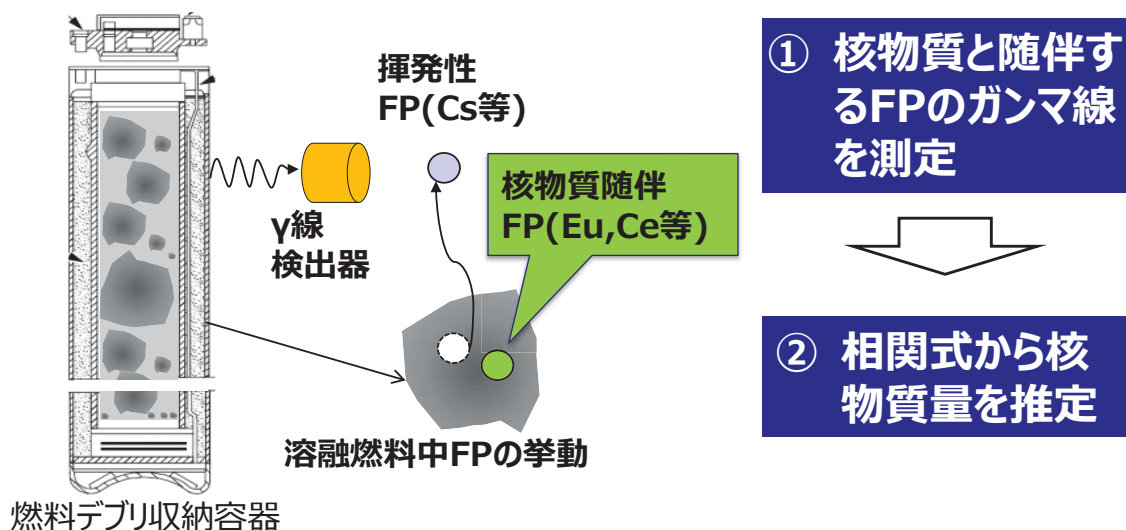 揮発性
FP(Cs等)
核物質随伴
FP(Eu,Ce等)
γ線
検出器
溶融燃料中FPの挙動
燃料デブリ収納容器
① 核物質と随伴す
るFPのガンマ線
を測定
② 相関式から核
物質量を推定